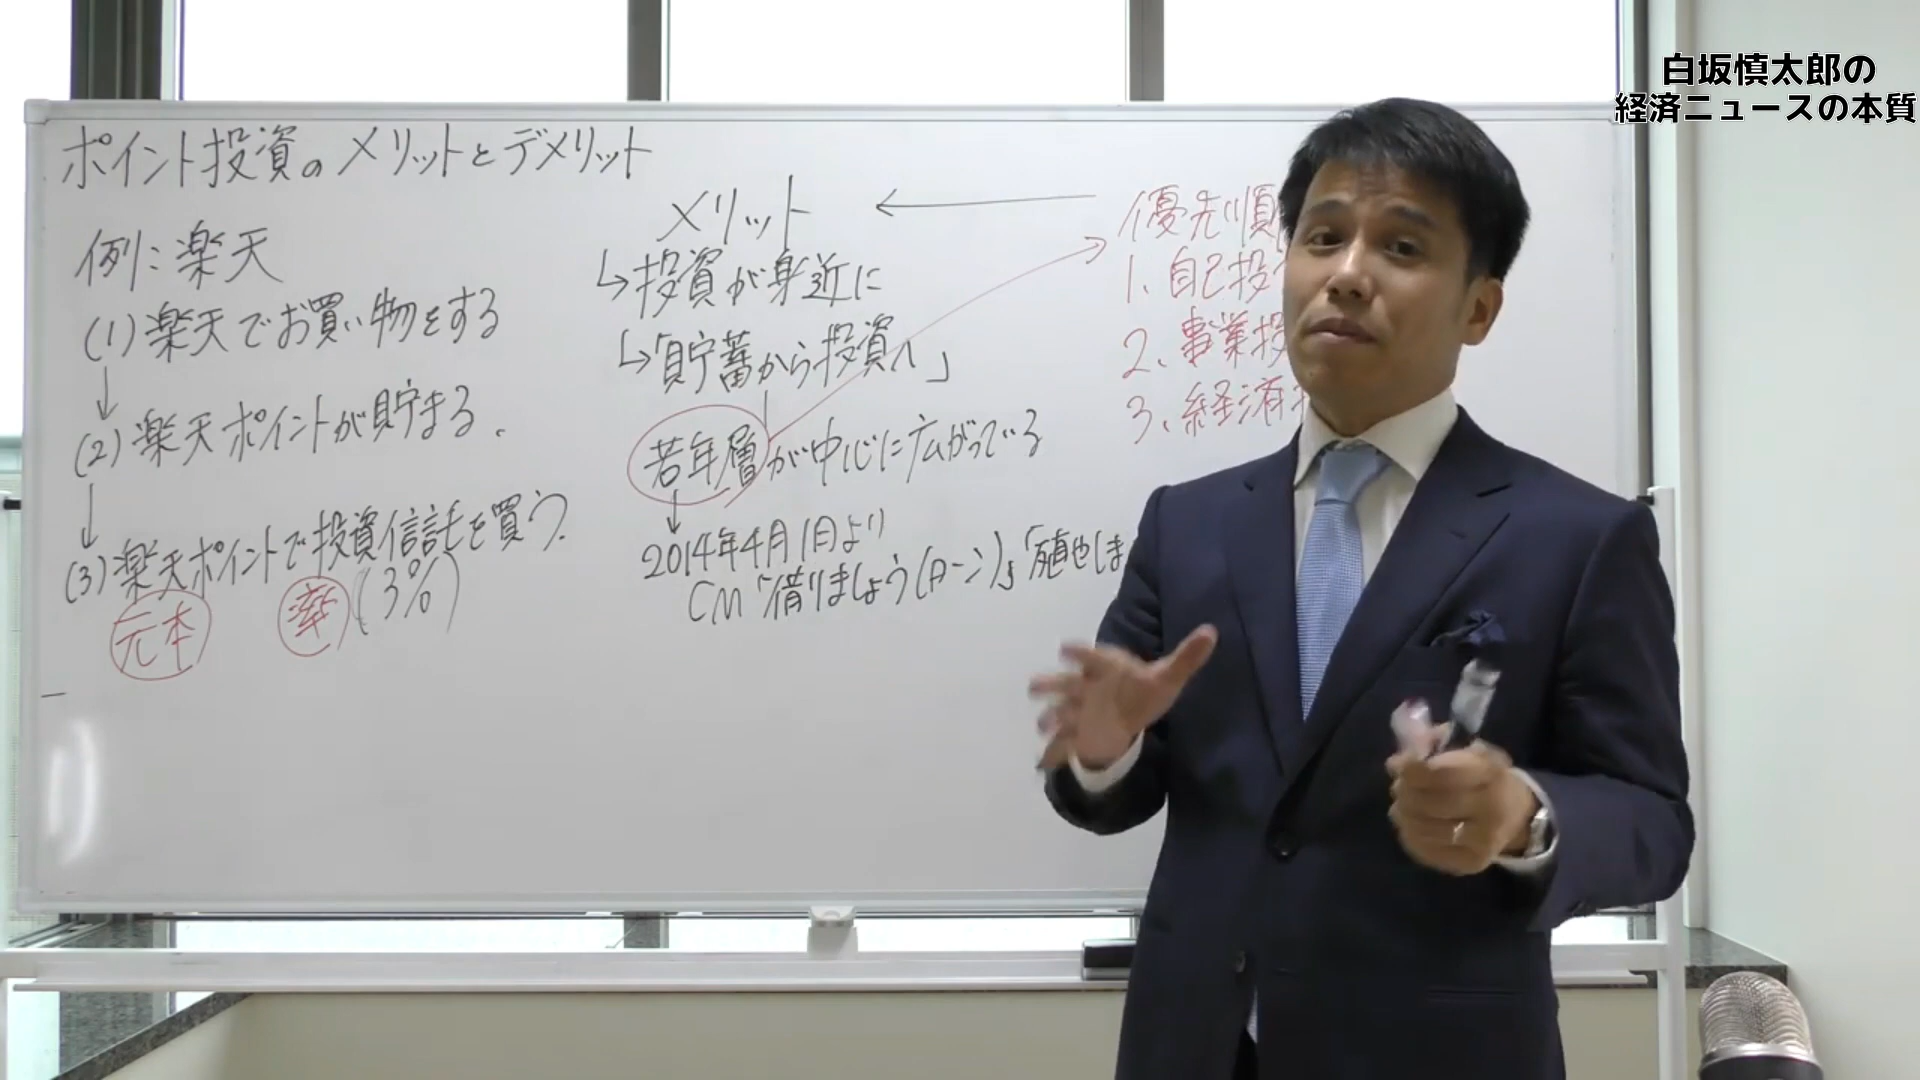 白坂慎太郎の
経済ニュースの本質
ポイント投資のメリットとデメリット
例:楽天
(1)楽天でお買い物をする
↓
(2)楽天ポイントが貯まる.
↓
(3)楽天ポイントで投資信託を買う.
元本 率(3%)
メリット ←
↳投資が身近に
↳「貯蓄から投資へ」
若年層が中心に広がっている
↓
2014年4月1日より
CM「借りましょう(ローン)」「殖やしま
優先順
1、自己投
2、事業投
3、経済